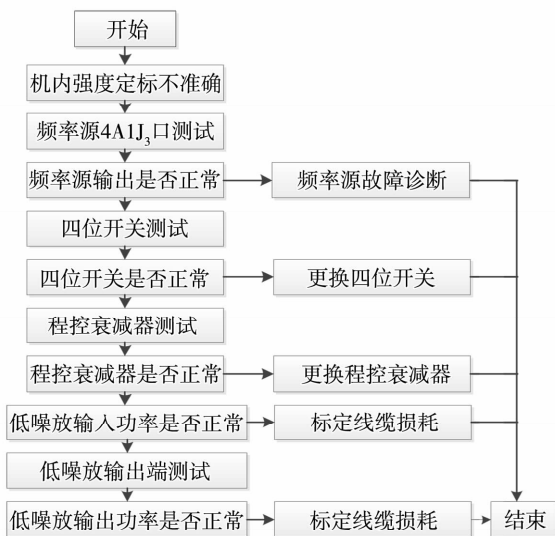 开始
机内强度定标不准确
频率源4A1J₃口测试
频率源输出是否正常
频率源故障诊断
四位开关测试
四位开关是否正常
更换四位开关
程控衰减器测试
程控衰减器是否正常
更换程控衰减器
低噪放输入功率是否正常
标定线缆损耗
低噪放输出端测试
低噪放输出功率是否正常
标定线缆损耗
结束